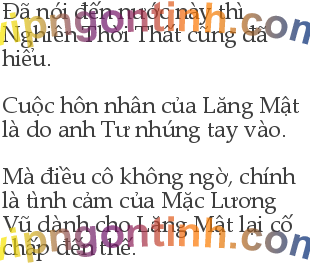 Đã nói đến nước này thì
Nghiên Thời Thất cũng đã
hiểu.
Cuộc hôn nhân của Lăng Mật
là do anh Tư nhúng tay vào.
Mà điều cô không ngờ, chính
là tình cảm của Mặc Lương
Vũ dành cho Lăng Mật lại cố
chấp đến thế.